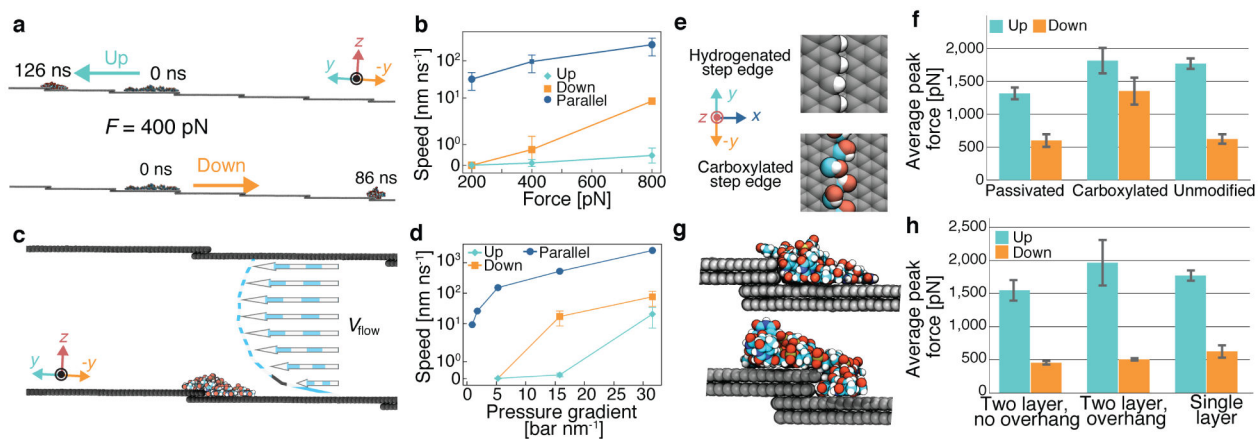 a
Up
126 ns
0 ns
z
y
-y
F = 400 pN
0 ns
Down
86 ns
b
Speed [nm ns⁻¹]
10²
10¹
10⁰
0
Up
Down
Parallel
200
400
600
800
Force [pN]
c
z
y
-y
Vflow
d
Speed [nm ns⁻¹]
Up
Down
Parallel
10³
10²
10¹
10⁰
0
0
5
10
15
20
25
30
Pressure gradient
[bar nm⁻¹]
e
Hydrogenated
step edge
y
z
x
-y
Carboxylated
step edge
f
Up
Down
Average peak
force [pN]
2,000
1,500
1,000
500
0
Passivated
Carboxylated
Unmodified
g
h
Up
Down
Average peak
force [pN]
2,500
2,000
1,500
1,000
500
0
Two layer,
no overhang
Two layer,
overhang
Single
layer